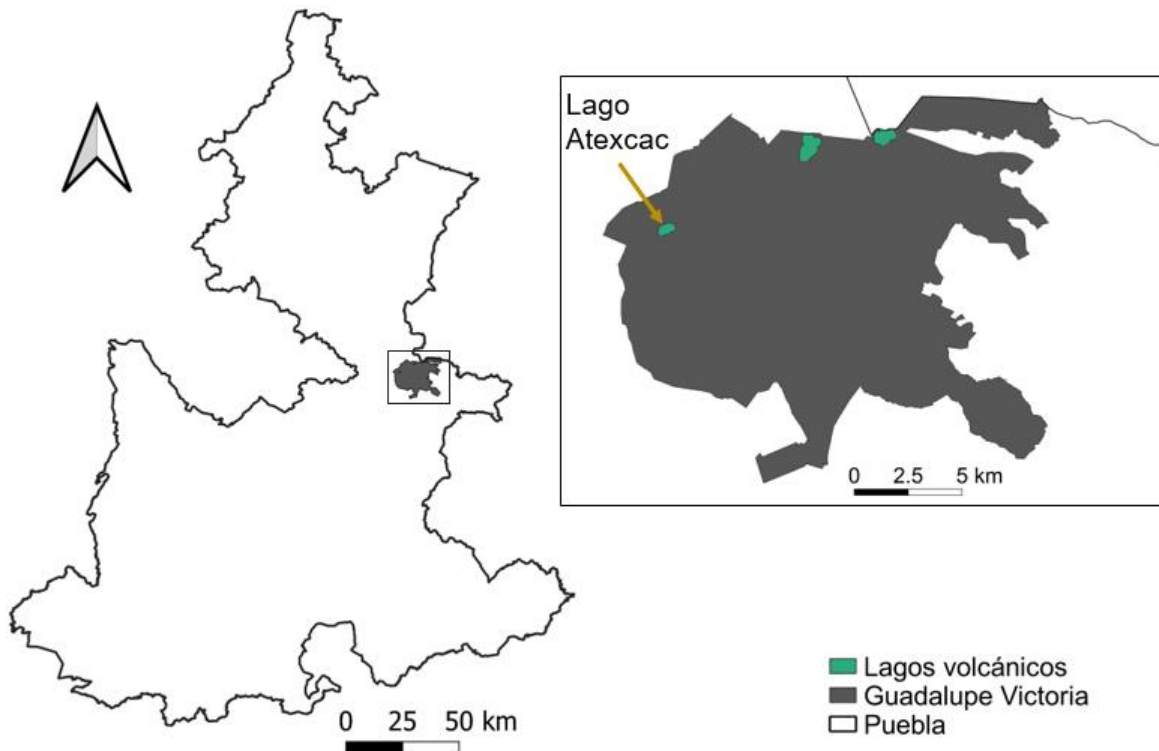 Lago
Atexcac
0 2.5 5 km
Lagos volcánicos
Guadalupe Victoria
Puebla
0 25 50 km